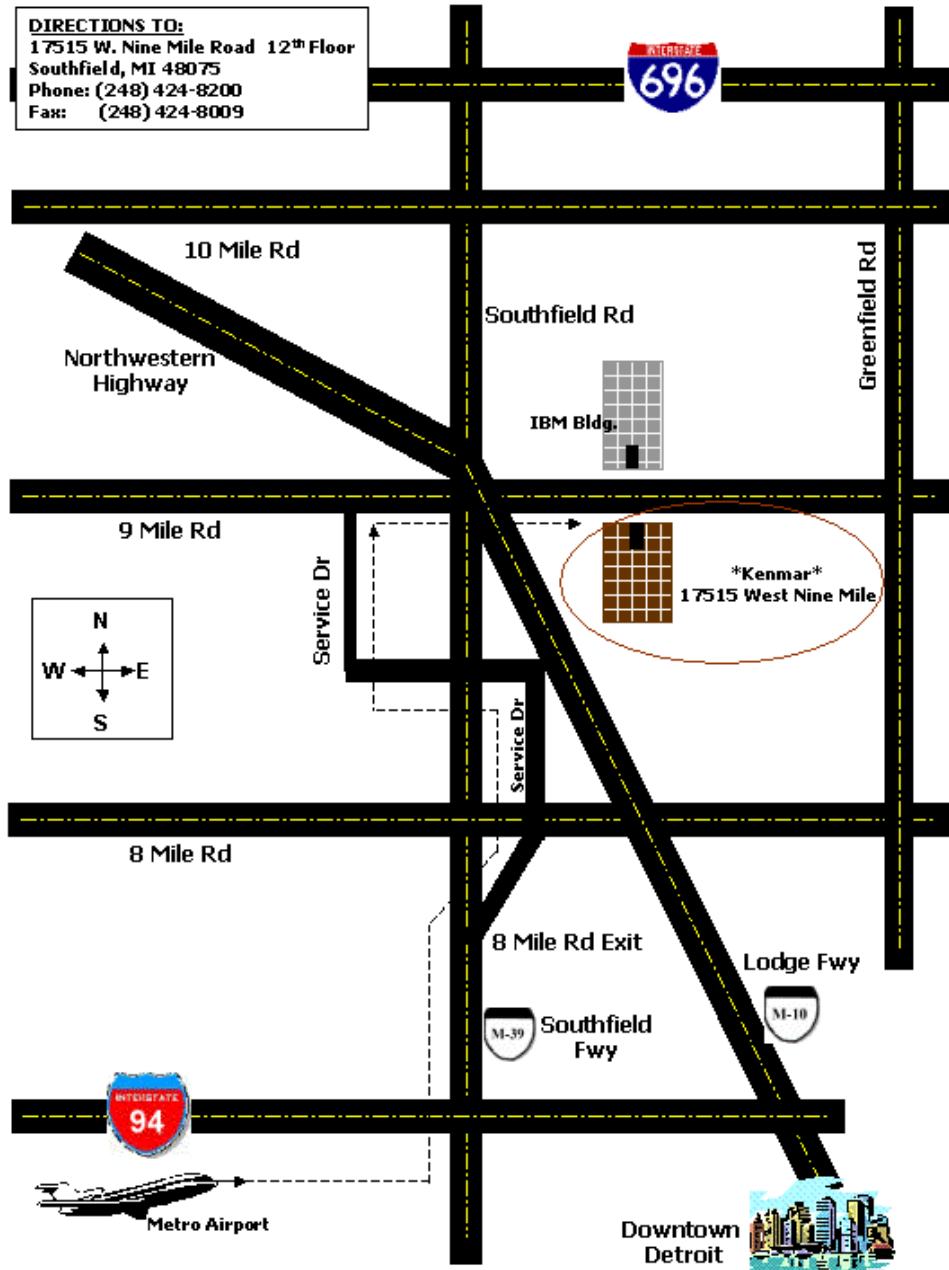 DIRECTIONS TO:
17515 W. Nine Mile Road 12th Floor
Southfield, MI 48075
Phone: (248) 424-8200
Fax: (248) 424-8009
INTERSTATE
696
10 Mile Rd
Greenfield Rd
Southfield Rd
Northwestern
Highway
IBM Bldg.
9 Mile Rd
*Kenmar*
17515 West Nine Mile
Service Dr
N
W E
S
Service Dr
8 Mile Rd
8 Mile Rd Exit
Lodge Fwy
M-10
M-39
Southfield
Fwy
INTERSTATE
94
Metro Airport
Downtown
Detroit